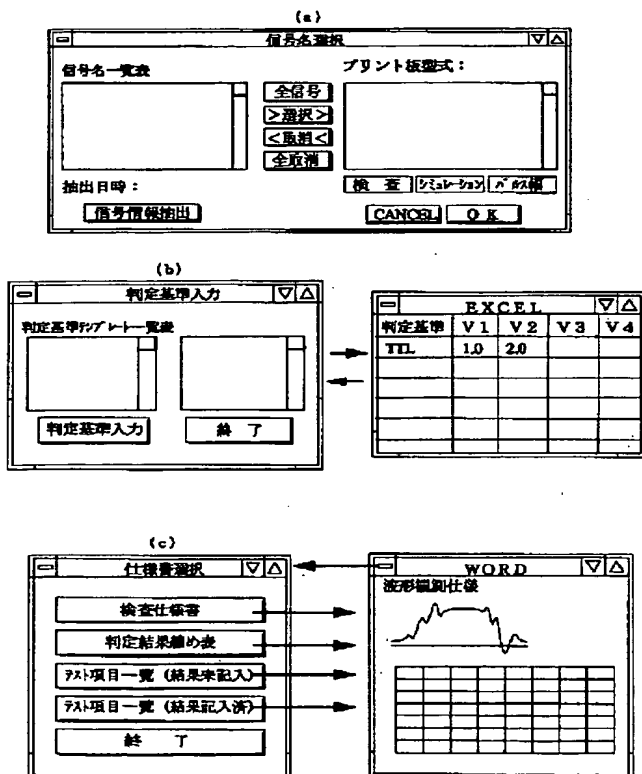 (a)
信号名選択
信号名一覧表
プリント板型式：
全信号
>選択>
<取消<
全取消
抽出日時：
検 査 シミュレーション パルス幅
信号情報抽出
CANCEL O K
(b)
判定基準入力
判定基準テンプレート一覧表
判定基準入力
終 了
EXCEL
判定基準 V1 V2 V3 V4
TTL 1.0 2.0
(c)
仕様書選択
検査仕様書
判定結果纏め表
テスト項目一覧（結果未記入）
テスト項目一覧（結果記入済）
終 了
WORD
波形観測仕様